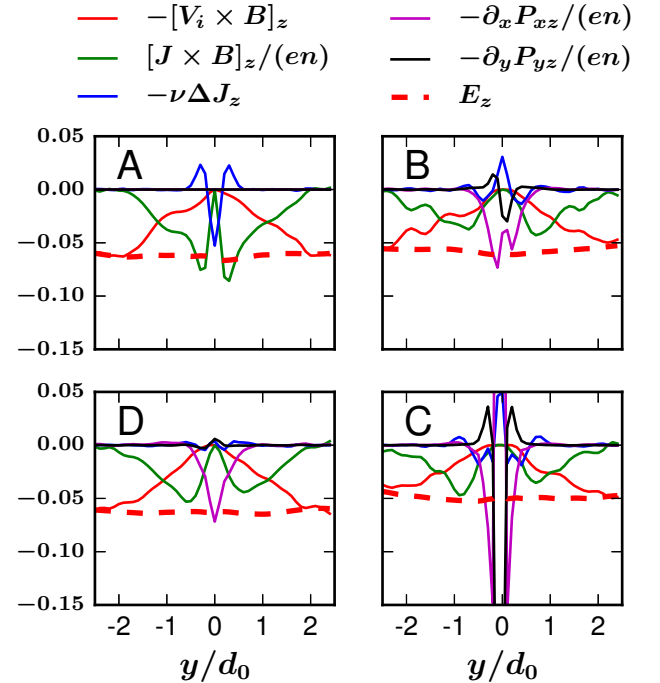 −[V_i × B]_z
−∂_x P_xz/(en)
[J × B]_z/(en)
−∂_y P_yz/(en)
−νΔJ_z
E_z
A
B
0.05
0.00
−0.05
−0.10
−0.15
D
C
0.05
0.00
−0.05
−0.10
−0.15
-2 -1 0 1 2
-2 -1 0 1 2
y/d_0
y/d_0